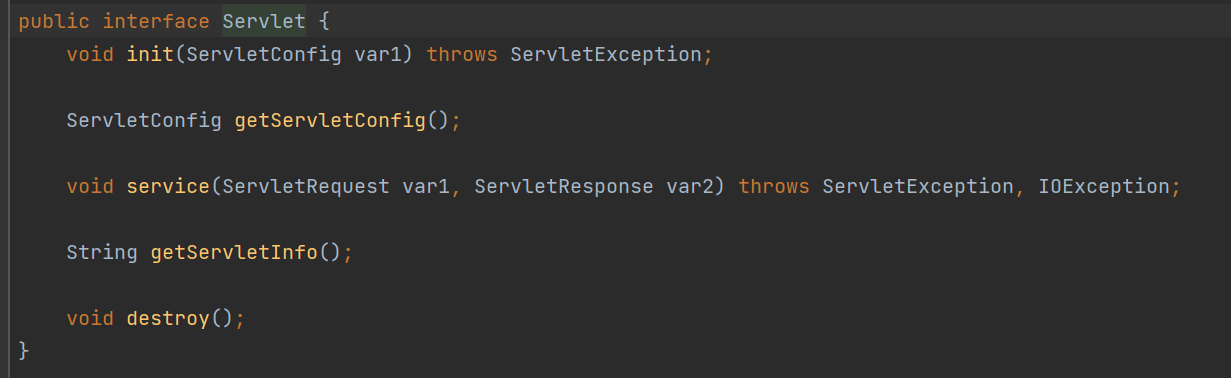 public interface Servlet {
void init(ServletConfig var1) throws ServletException;
ServletConfig getServletConfig();
void service(ServletRequest var1, ServletResponse var2) throws ServletException, IOException;
String getServletInfo();
void destroy();
}